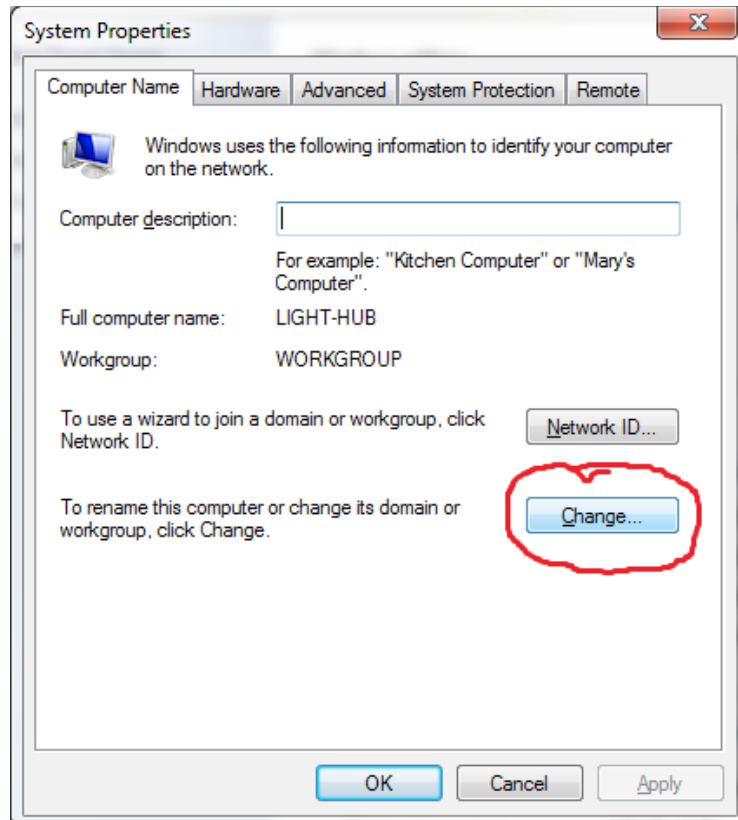 System Properties
Computer Name Hardware Advanced System Protection Remote
Windows uses the following information to identify your computer
on the network.
Computer description:
For example: "Kitchen Computer" or "Mary's
Computer".
Full computer name: LIGHT-HUB
Workgroup: WORKGROUP
To use a wizard to join a domain or workgroup, click
Network ID.
Network ID...
To rename this computer or change its domain or
workgroup, click Change.
Change...
OK Cancel Apply